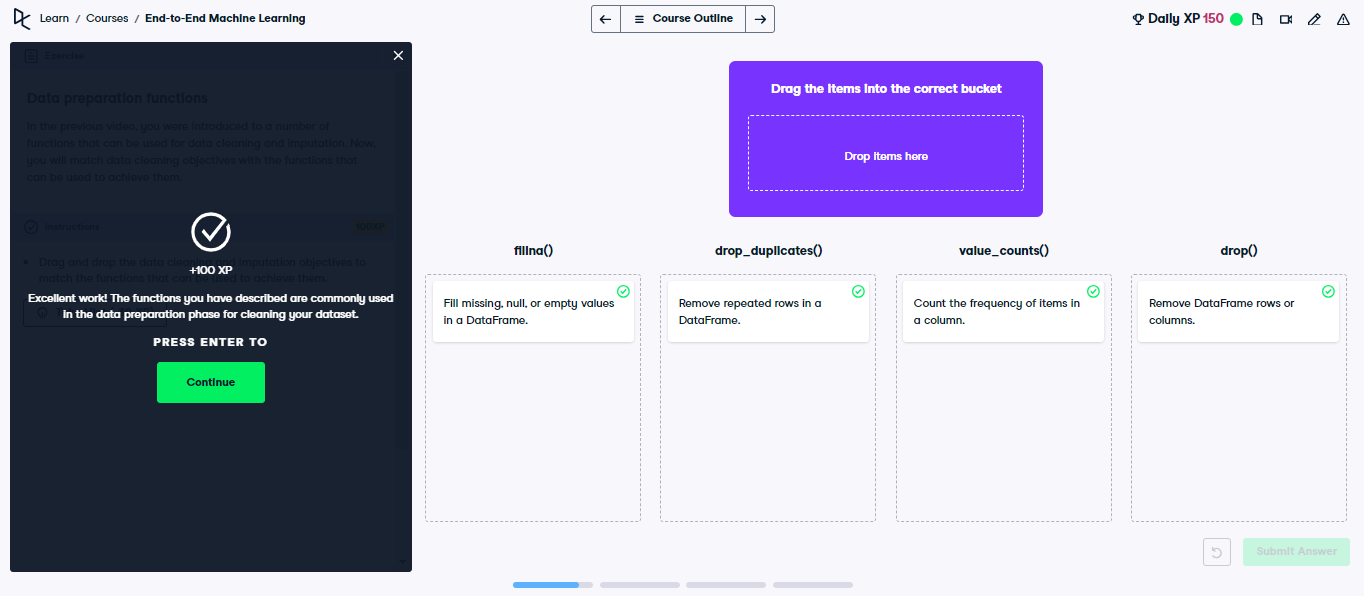 Learn / Courses / End-to-End Machine Learning
Course Outline
Daily XP 150
Exercise
Data preparation functions
In the previous video, you were introduced to a number of
functions that can be used for data cleaning and imputation. Now,
you will match data cleaning objectives with the functions that
can be used to achieve them.
Instructions
100 XP
Drag and drop the data cleaning and imputation objectives to
match the functions that can be used to achieve them.
+100 XP
Excellent work! The functions you have described are commonly used
in the data preparation phase for cleaning your dataset.
PRESS ENTER TO
Continue
Drag the items into the correct bucket
Drop items here
fillna()
Fill missing, null, or empty values
in a DataFrame.
drop_duplicates()
Remove repeated rows in a
DataFrame.
value_counts()
Count the frequency of items in
a column.
drop()
Remove DataFrame rows or
columns.
Submit Answer